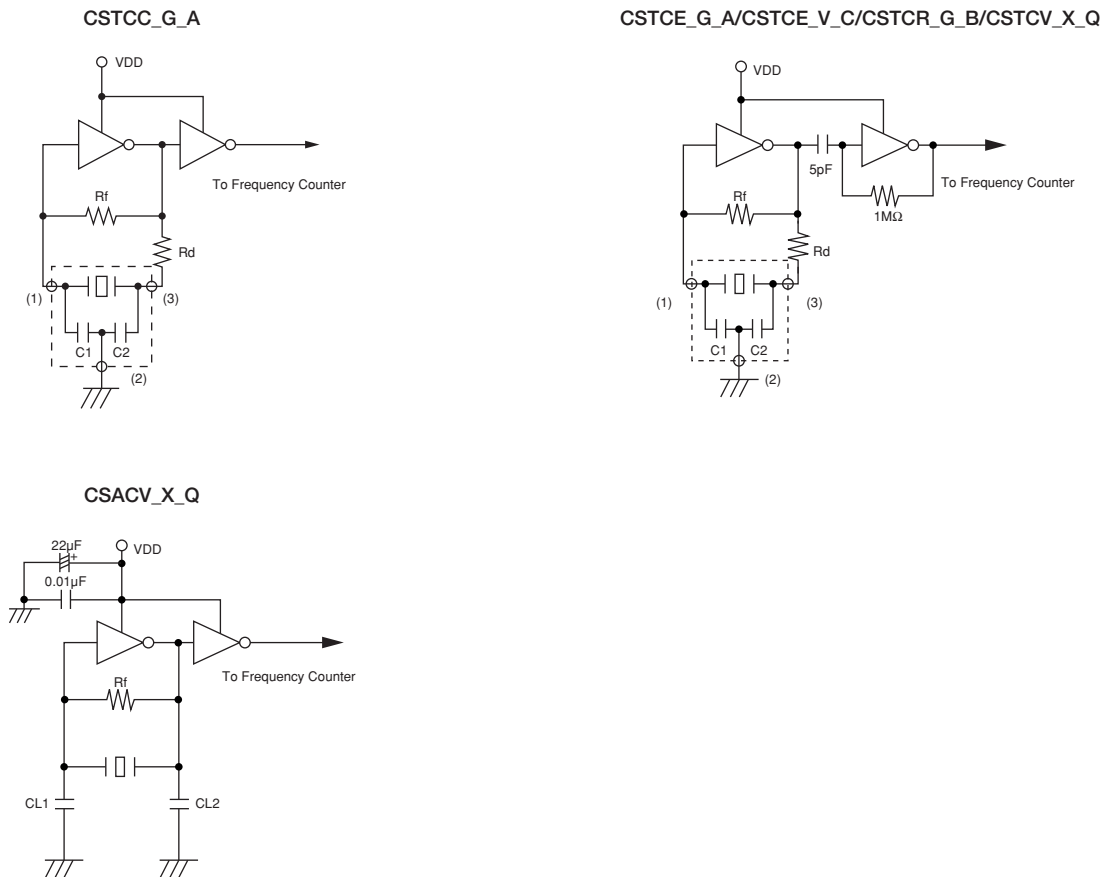 CSTCC_G_A
VDD
To Frequency Counter
Rf
Rd
(1)
(3)
C1
C2
(2)
CSTCE_G_A/CSTCE_V_C/CSTCR_G_B/CSTCV_X_Q
VDD
5pF
To Frequency Counter
1MΩ
Rf
Rd
(1)
(3)
C1
C2
(2)
CSACV_X_Q
22μF
+
VDD
0.01μF
To Frequency Counter
Rf
CL1
CL2